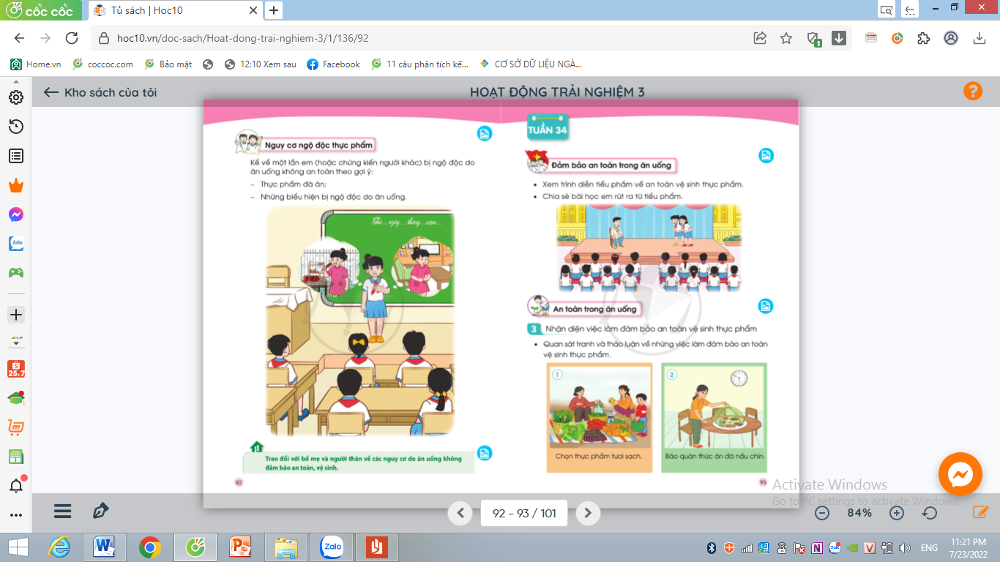 cốc cốc
Tủ sách | Hoc10
hoc10.vn/doc-sach/Hoat-dong-trai-nghiem-3/1/136/92
1
Home.vn
coccoc.com
Bảo mật
12:10 Xem sau
Facebook
11 câu phân tích kế...
CƠ SỞ DỮ LIỆU NGÀ...
Kho sách của tôi
HOẠT ĐỘNG TRẢI NGHIỆM 3
?
Nguy cơ ngộ độc thực phẩm
Kể về một lần em (hoặc chứng kiến người khác) bị ngộ độc do
ăn uống không an toàn theo gợi ý:
– Thực phẩm đã ăn;
– Những biểu hiện bị ngộ độc do ăn uống.
Thứ...ngày... tháng...năm...
Trao đổi với bố mẹ và người thân về các nguy cơ do ăn uống không
đảm bảo an toàn, vệ sinh.
92
TUẦN 34
Đảm bảo an toàn trong ăn uống
• Xem trình diễn tiểu phẩm về an toàn vệ sinh thực phẩm.
• Chia sẻ bài học em rút ra từ tiểu phẩm.
An toàn trong ăn uống
3 Nhận diện việc làm đảm bảo an toàn vệ sinh thực phẩm
• Quan sát tranh và thảo luận về những việc làm đảm bảo an toàn
vệ sinh thực phẩm.
1
Chọn thực phẩm tươi sạch.
2
Bảo quản thức ăn đã nấu chín.
93
Zalo
25.7
Activate Windows
Go to PC settings to activate Windows.
92 – 93 / 101
84%
Zalo
ENG
11:21 PM
7/23/2022